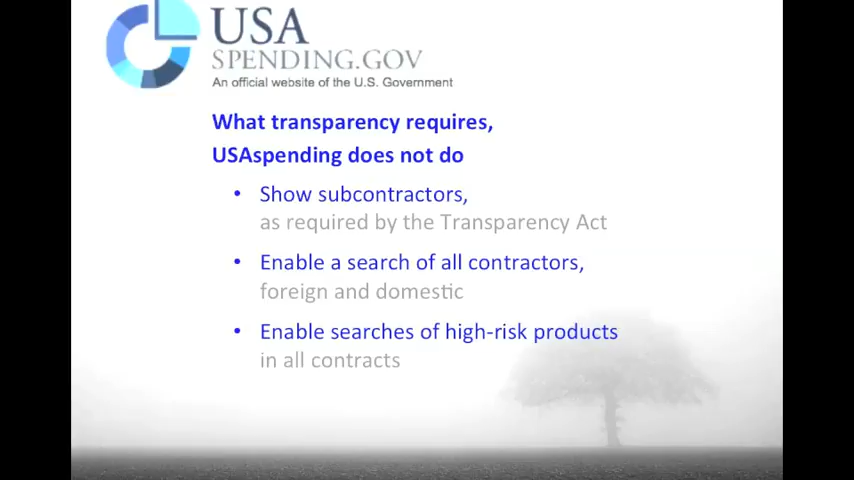 USA
SPENDING.GOV
An official website of the U.S. Government
What transparency requires,
USAspending does not do
• Show subcontractors,
as required by the Transparency Act
• Enable a search of all contractors,
foreign and domestic
• Enable searches of high-risk products
in all contracts